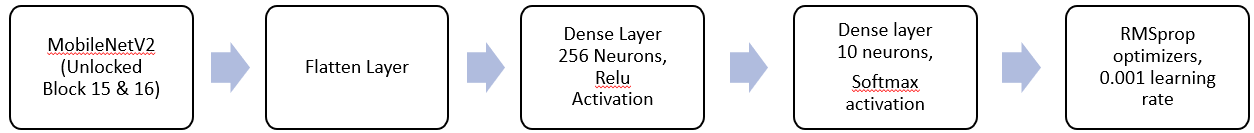 MobileNetV2
(Unlocked
Block 15 & 16)
Flatten Layer
Dense Layer
256 Neurons,
Relu
Activation
Dense layer
10 neurons,
Softmax
activation
RMSprop
optimizers,
0.001 learning
rate